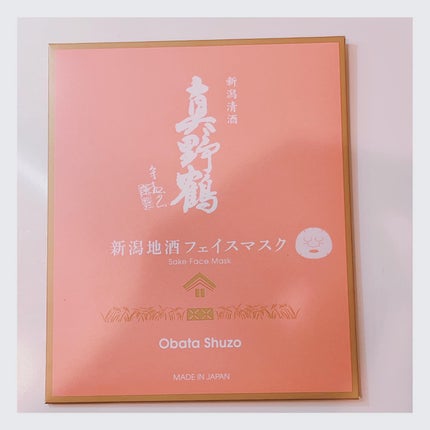 新潟清酒
真野鶴
新潟地酒フェイスマスク
Sake Face Mask
Obata Shuzo
MADE IN JAPAN